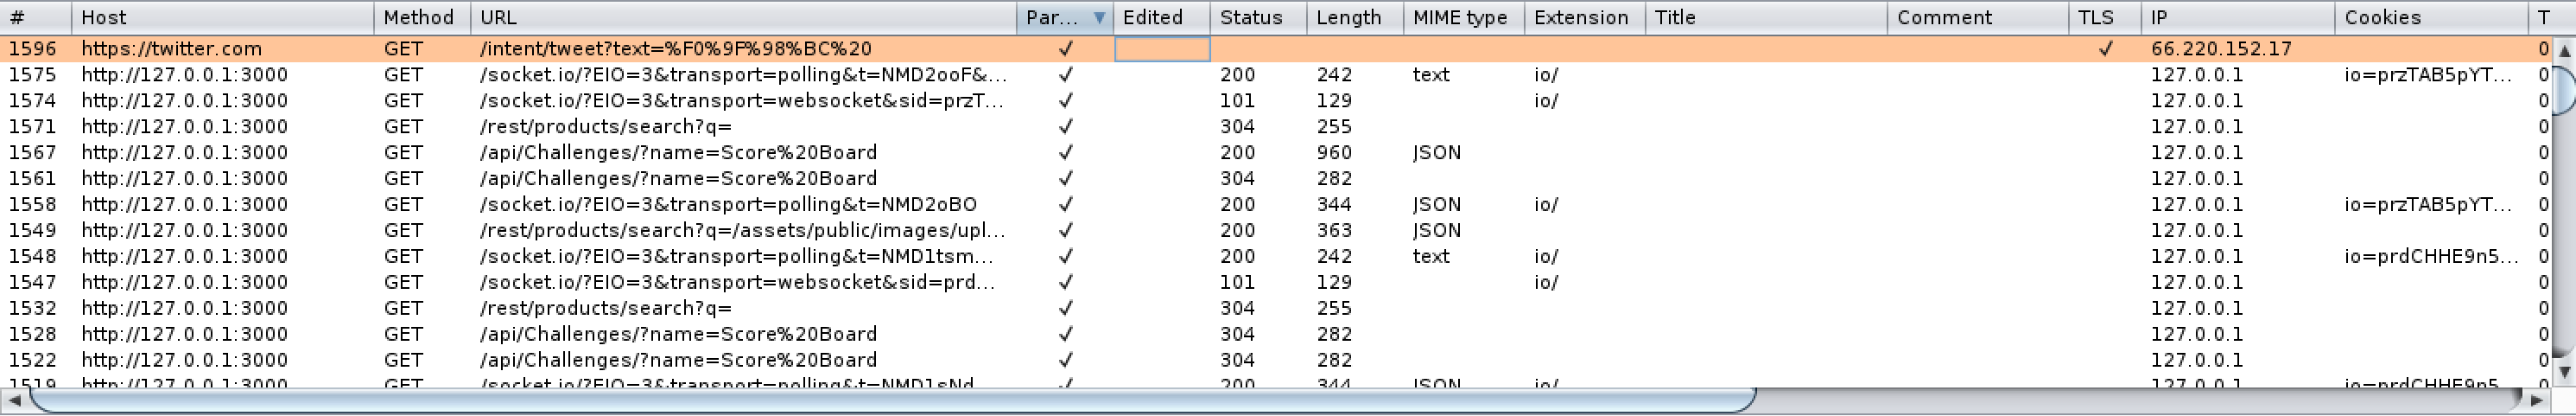 # Host Method URL Par... Edited Status Length MIME type Extension Title Comment TLS IP Cookies T
1596 https://twitter.com GET /intent/tweet?text=%F0%9F%98%BC%20 ✓ ✓ 66.220.152.17 0
1575 http://127.0.0.1:3000 GET /socket.io/?EIO=3&transport=polling&t=NMD2ooF&... ✓ 200 242 text io/ 127.0.0.1 io=przTAB5pYT... 0
1574 http://127.0.0.1:3000 GET /socket.io/?EIO=3&transport=websocket&sid=przT... ✓ 101 129 io/ 127.0.0.1 0
1571 http://127.0.0.1:3000 GET /rest/products/search?q= ✓ 304 255 127.0.0.1 0
1567 http://127.0.0.1:3000 GET /api/Challenges/?name=Score%20Board ✓ 200 960 JSON 127.0.0.1 0
1561 http://127.0.0.1:3000 GET /api/Challenges/?name=Score%20Board ✓ 304 282 127.0.0.1 0
1558 http://127.0.0.1:3000 GET /socket.io/?EIO=3&transport=polling&t=NMD2oBO ✓ 200 344 JSON io/ 127.0.0.1 io=przTAB5pYT... 0
1549 http://127.0.0.1:3000 GET /rest/products/search?q=/assets/public/images/upl... ✓ 200 363 JSON 127.0.0.1 0
1548 http://127.0.0.1:3000 GET /socket.io/?EIO=3&transport=polling&t=NMD1tsm... ✓ 200 242 text io/ 127.0.0.1 io=prdCHHE9n5... 0
1547 http://127.0.0.1:3000 GET /socket.io/?EIO=3&transport=websocket&sid=prd... ✓ 101 129 io/ 127.0.0.1 0
1532 http://127.0.0.1:3000 GET /rest/products/search?q= ✓ 304 255 127.0.0.1 0
1528 http://127.0.0.1:3000 GET /api/Challenges/?name=Score%20Board ✓ 304 282 127.0.0.1 0
1522 http://127.0.0.1:3000 GET /api/Challenges/?name=Score%20Board ✓ 304 282 127.0.0.1 0
1519 http://127.0.0.1:3000 GET /socket.io/?EIO=3&transport=polling&t=NMD1sNd ✓ 200 344 JSON io/ 127.0.0.1 io=prdCHHE9n5... 0